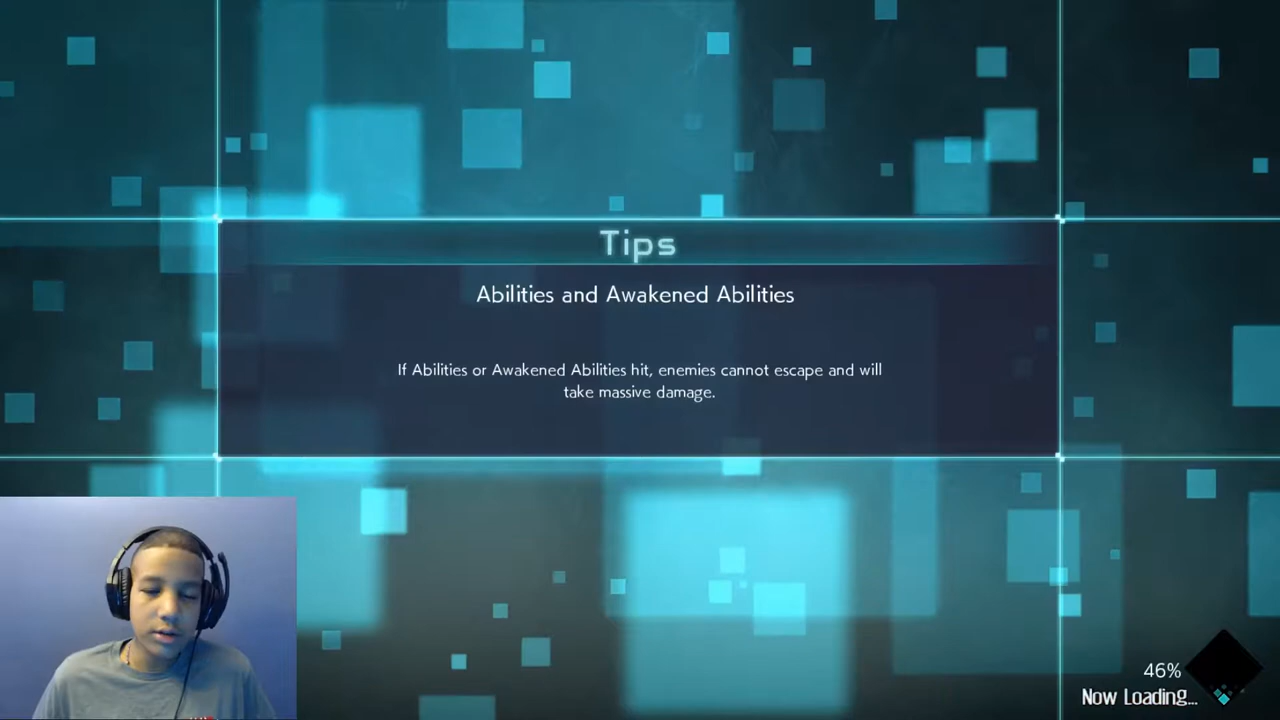 Tips
Abilities and Awakened Abilities
If Abilities or Awakened Abilities hit, enemies cannot escape and will
take massive damage.
46%
Now Loading...